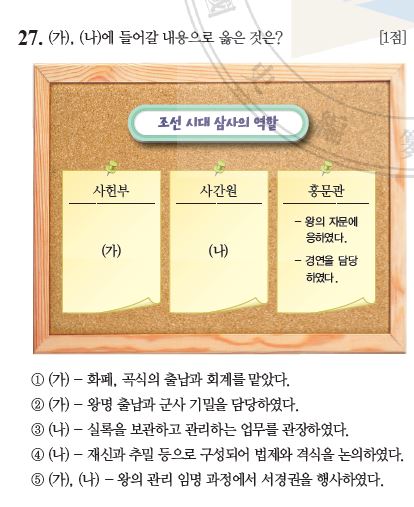 27. (가), (나)에 들어갈 내용으로 옳은 것은? [1점]
조선 시대 삼사의 역할
사헌부
(가)
사간원
(나)
홍문관
- 왕의 자문에
응하였다.
- 경연을 담당
하였다.
① (가) - 화폐, 곡식의 출납과 회계를 맡았다.
② (가) - 왕명 출납과 군사 기밀을 담당하였다.
③ (나) - 실록을 보관하고 관리하는 업무를 관장하였다.
④ (나) - 재신과 추밀 등으로 구성되어 법제와 격식을 논의하였다.
⑤ (가), (나) - 왕의 관리 임명 과정에서 서경권을 행사하였다.